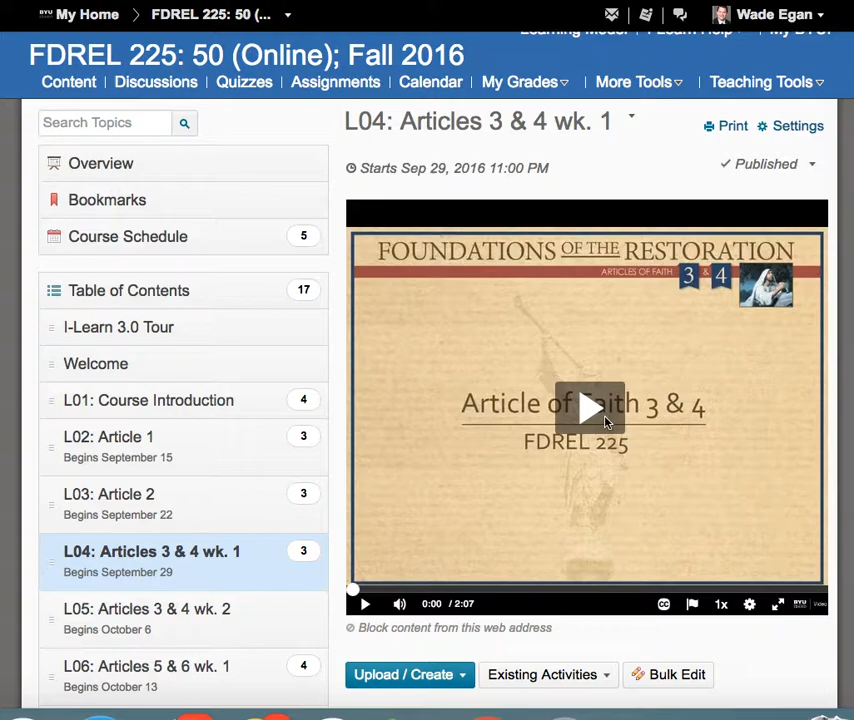 BYU
My Home
FDREL 225: 50 (...
Wade Egan
FDREL 225: 50 (Online); Fall 2016
Content
Discussions
Quizzes
Assignments
Calendar
My Grades
More Tools
Teaching Tools
Search Topics
Overview
Bookmarks
Course Schedule
5
Table of Contents
17
I-Learn 3.0 Tour
Welcome
L01: Course Introduction
4
L02: Article 1
3
Begins September 15
L03: Article 2
3
Begins September 22
L04: Articles 3 & 4 wk. 1
3
Begins September 29
L05: Articles 3 & 4 wk. 2
Begins October 6
L06: Articles 5 & 6 wk. 1
4
Begins October 13
L04: Articles 3 & 4 wk. 1
Print
Settings
Starts Sep 29, 2016 11:00 PM
Published
FOUNDATIONS OF THE RESTORATION
ARTICLES OF FAITH 3 & 4
Article of Faith 3 & 4
FDREL 225
0:00 / 2:07
CC
1x
BYU
Video
Block content from this web address
Upload / Create
Existing Activities
Bulk Edit